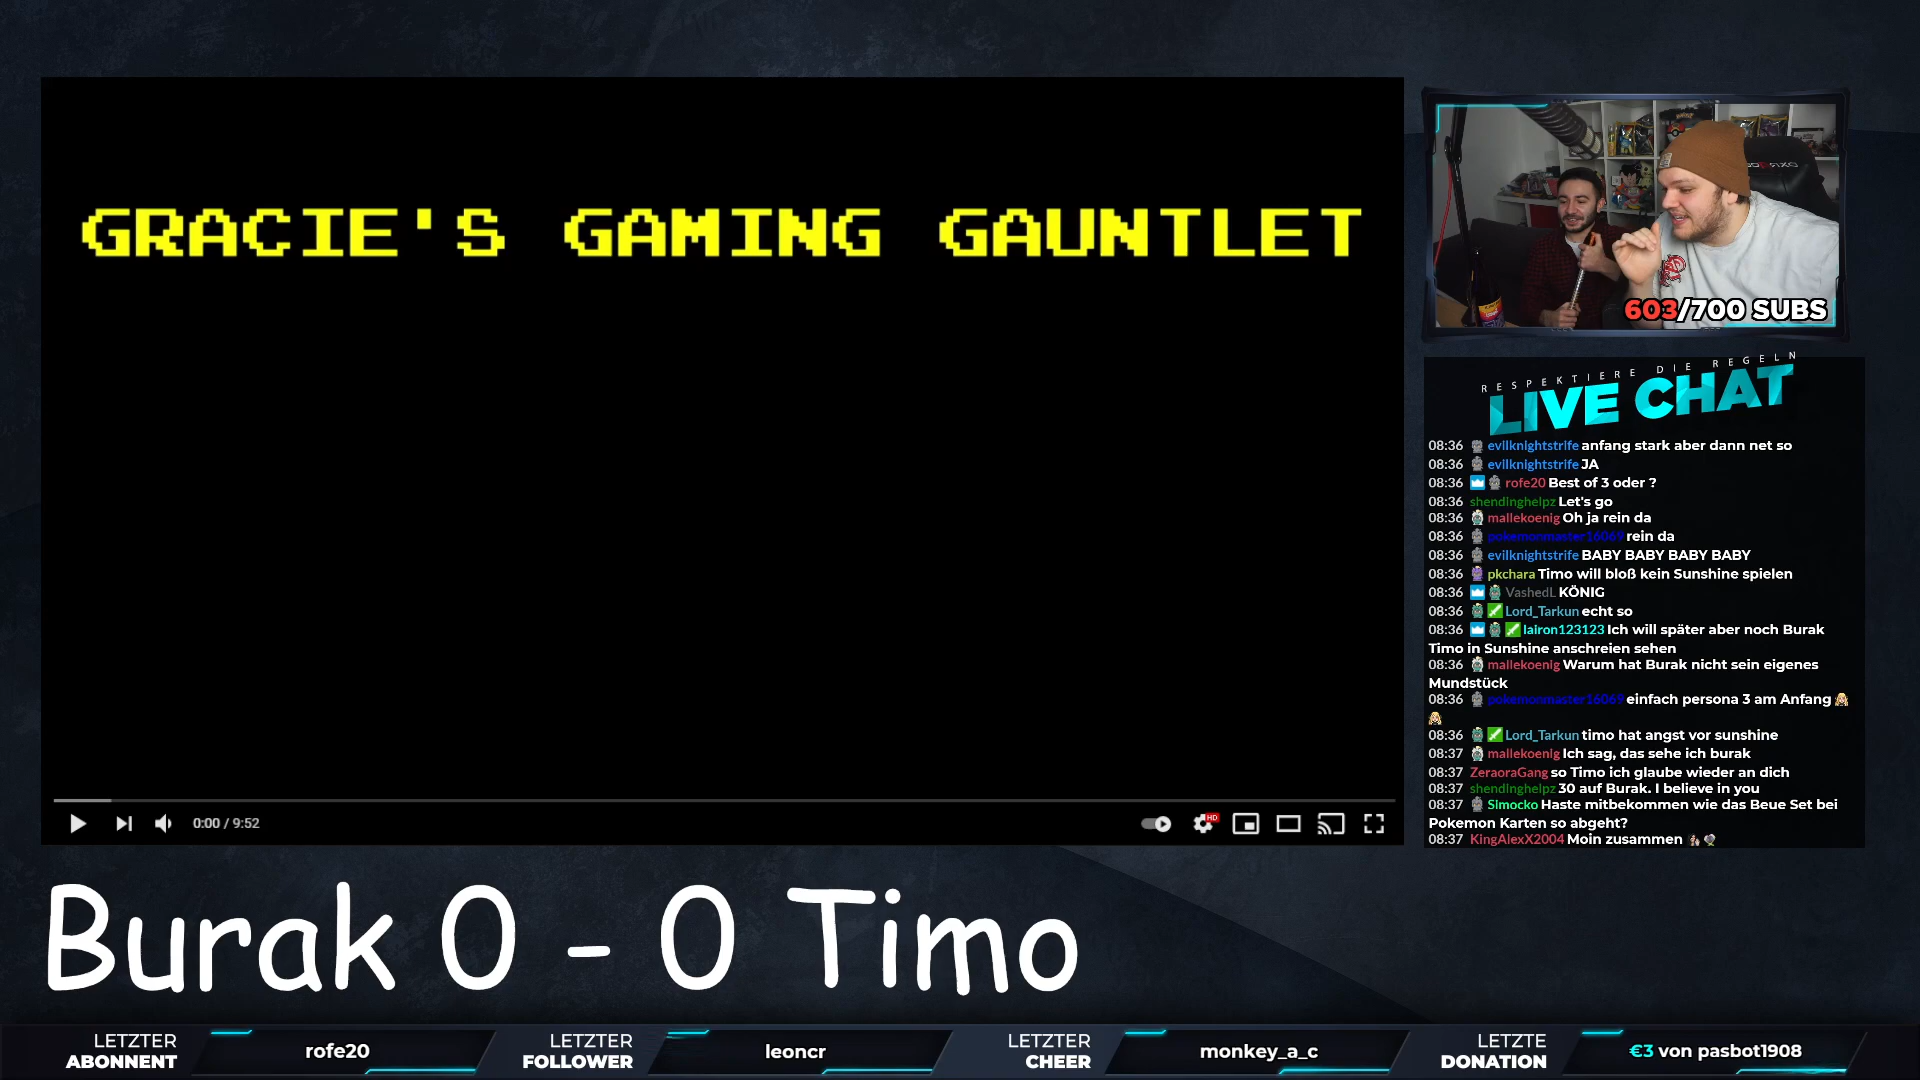 GRACIE'S GAMING GAUNTLET
0:00 / 9:52
HD
603/700 SUBS
RESPEKTIERE DIE REGELN
LIVE CHAT
08:36 evilknightstrife anfang stark aber dann net so
08:36 evilknightstrife JA
08:36 rofe20 Best of 3 oder ?
08:36 shendinghelpz Let's go
08:36 mallekoenig Oh ja rein da
08:36 pokemonmaster16069 rein da
08:36 evilknightstrife BABY BABY BABY BABY
08:36 pkchara Timo will bloß kein Sunshine spielen
08:36 VashedL KÖNIG
08:36 Lord_Tarkun echt so
08:36 lairon123123 Ich will später aber noch Burak
Timo in Sunshine anschreien sehen
08:36 mallekoenig Warum hat Burak nicht sein eigenes
Mundstück
08:36 pokemonmaster16069 einfach persona 3 am Anfang
08:36 Lord_Tarkun timo hat angst vor sunshine
08:37 mallekoenig Ich sag, das sehe ich burak
08:37 ZeraoraGang so Timo ich glaube wieder an dich
08:37 shendinghelpz 30 auf Burak. I believe in you
08:37 Simocko Haste mitbekommen wie das Beue Set bei
Pokemon Karten so abgeht?
08:37 KingAlexX2004 Moin zusammen
Burak 0 - 0 Timo
LETZTER ABONNENT
rofe20
LETZTER FOLLOWER
leoncr
LETZTER CHEER
monkey_a_c
LETZTE DONATION
€3 von pasbot1908